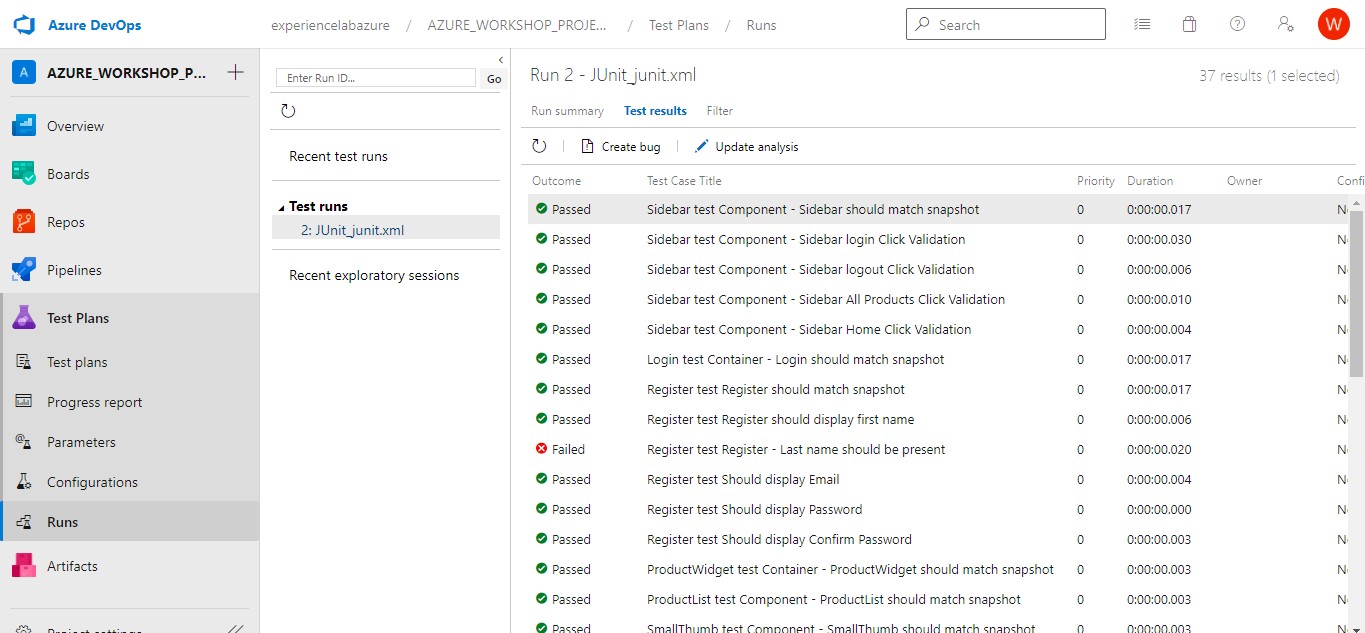 Azure DevOps
experiencelabazure / AZURE_WORKSHOP_PROJE... / Test Plans / Runs
Search
W
A AZURE_WORKSHOP_P...
Overview
Boards
Repos
Pipelines
Test Plans
Test plans
Progress report
Parameters
Configurations
Runs
Artifacts
Project settings
Enter Run ID...
Go
Recent test runs
Test runs
2: JUnit_junit.xml
Recent exploratory sessions
Run 2 - JUnit_junit.xml
37 results (1 selected)
Run summary Test results Filter
Create bug Update analysis
Outcome Test Case Title Priority Duration Owner Confi
Passed Sidebar test Component - Sidebar should match snapshot 0 0:00:00.017
Passed Sidebar test Component - Sidebar login Click Validation 0 0:00:00.030
Passed Sidebar test Component - Sidebar logout Click Validation 0 0:00:00.006
Passed Sidebar test Component - Sidebar All Products Click Validation 0 0:00:00.010
Passed Sidebar test Component - Sidebar Home Click Validation 0 0:00:00.004
Passed Login test Container - Login should match snapshot 0 0:00:00.017
Passed Register test Register should match snapshot 0 0:00:00.017
Passed Register test Register should display first name 0 0:00:00.006
Failed Register test Register - Last name should be present 0 0:00:00.020
Passed Register test Should display Email 0 0:00:00.004
Passed Register test Should display Password 0 0:00:00.000
Passed Register test Should display Confirm Password 0 0:00:00.003
Passed ProductWidget test Container - ProductWidget should match snapshot 0 0:00:00.003
Passed ProductList test Component - ProductList should match snapshot 0 0:00:00.003
Passed SmallThumb test Component - SmallThumb should match snapshot 0 0:00:00.003